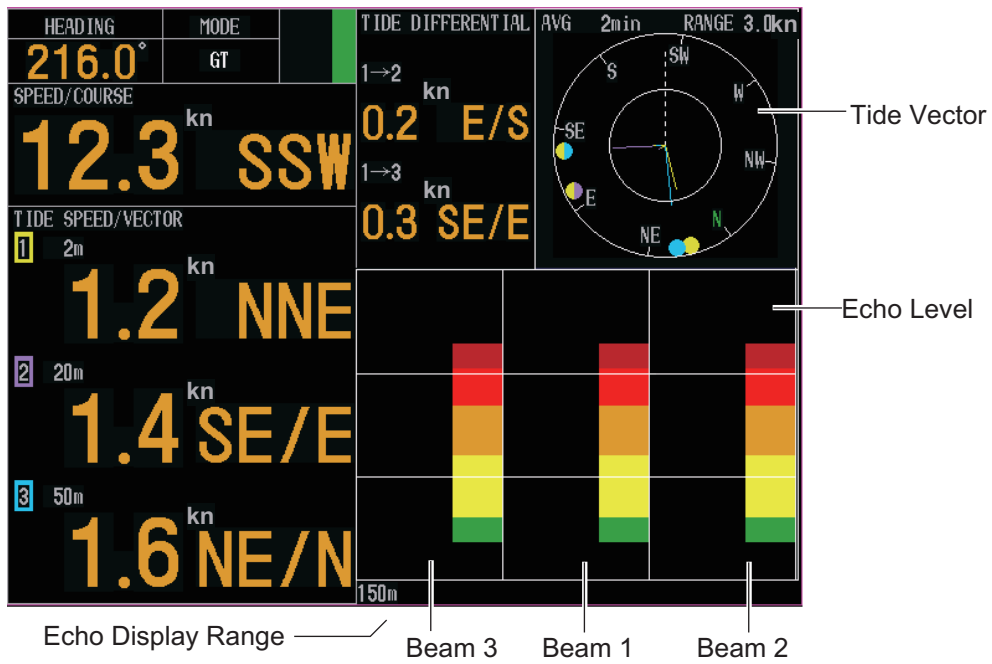 HEADING
216.0°
MODE
GT
SPEED/COURSE
12.3 kn SSW
TIDE SPEED/VECTOR
1 2m
1.2 kn NNE
2 20m
1.4 kn SE/E
3 50m
1.6 kn NE/N
TIDE DIFFERENTIAL
1→2
0.2 kn E/S
1→3
0.3 kn SE/E
AVG 2min RANGE 3.0kn
S
SW
W
SE
NW
E
NE
N
150m
Tide Vector
Echo Level
Echo Display Range
Beam 3
Beam 1
Beam 2